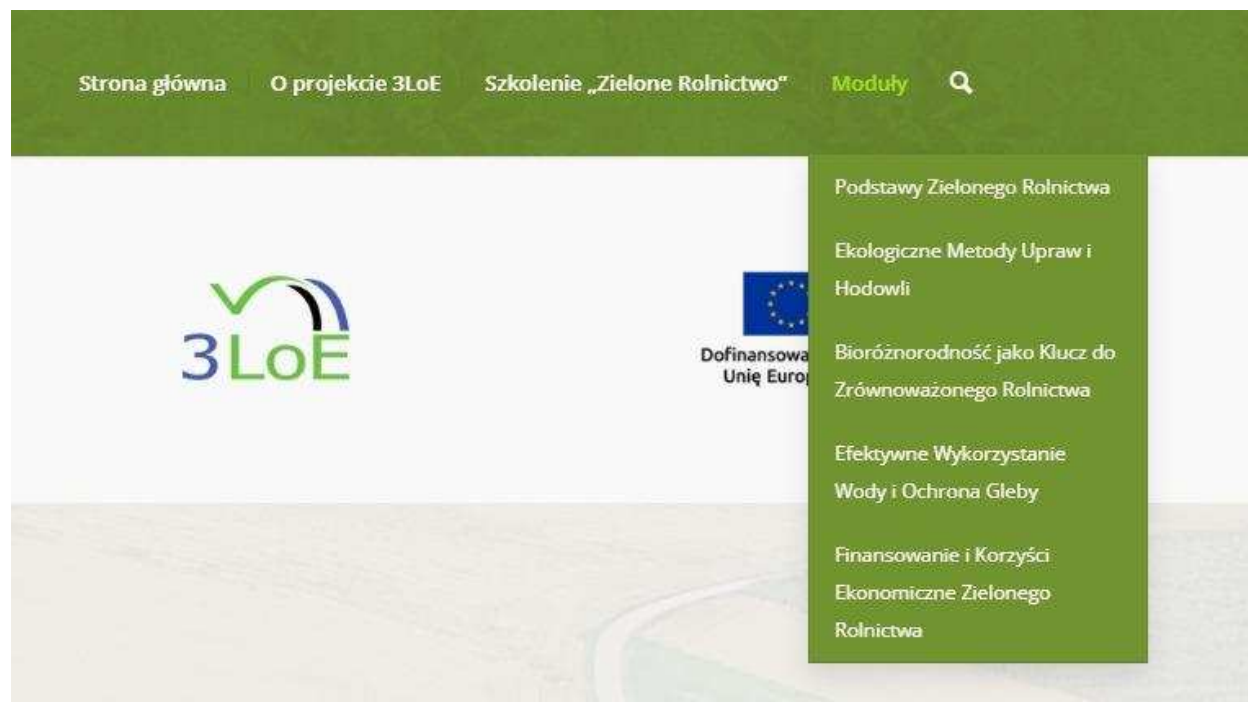 Strona główna
O projekcie 3LoE
Szkolenie „Zielone Rolnictwo”
Moduły
Podstawy Zielonego Rolnictwa
Ekologiczne Metody Upraw i
Hodowli
Bioróżnorodność jako Klucz do
Zrównoważonego Rolnictwa
Efektywne Wykorzystanie
Wody i Ochrona Gleby
Finansowanie i Korzyści
Ekonomiczne Zielonego
Rolnictwa
3LoE
Unię